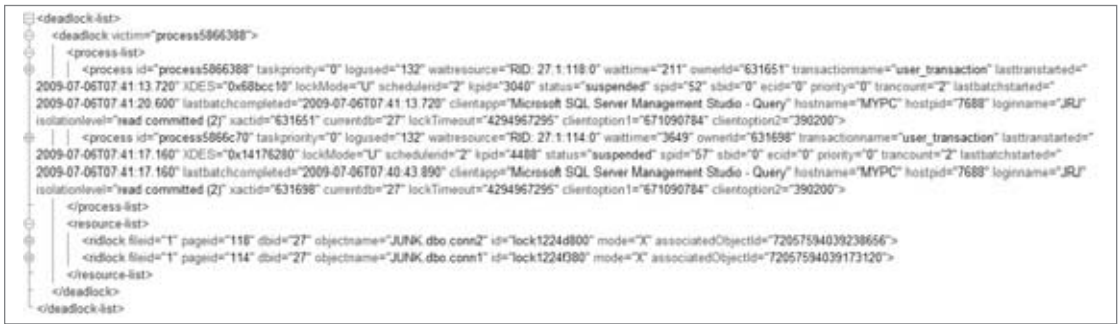 <deadlock-list>
<deadlock victim="process5866388">
<process-list>
<process id="process5866388" taskpriority="0" logused="132" waitresource="RID: 27:1:118:0" waittime="211" ownerId="631651" transactionname="user_transaction" lasttranstarted="
2009-07-06T07:41:13.720" XDES="0x68bcc10" lockMode="U" schedulerid="2" kpid="3040" status="suspended" spid="52" sbid="0" ecid="0" priority="0" trancount="2" lastbatchstarted="
2009-07-06T07:41:20.600" lastbatchcompleted="2009-07-06T07:41:13.720" clientapp="Microsoft SQL Server Management Studio - Query" hostname="MYPC" hostpid="7688" loginname="JRJ"
isolationlevel="read committed (2)" xactid="631651" currentdb="27" lockTimeout="4294967295" clientoption1="671090784" clientoption2="390200">
<process id="process5866c70" taskpriority="0" logused="132" waitresource="RID: 27:1:114:0" waittime="3649" ownerId="631698" transactionname="user_transaction" lasttranstarted="
2009-07-06T07:41:17.160" XDES="0x14176280" lockMode="U" schedulerid="2" kpid="4488" status="suspended" spid="57" sbid="0" ecid="0" priority="0" trancount="2" lastbatchstarted="
2009-07-06T07:41:17.160" lastbatchcompleted="2009-07-06T07:40:43.890" clientapp="Microsoft SQL Server Management Studio - Query" hostname="MYPC" hostpid="7688" loginname="JRJ"
isolationlevel="read committed (2)" xactid="631698" currentdb="27" lockTimeout="4294967295" clientoption1="671090784" clientoption2="390200">
</process-list>
<resource-list>
<ridlock fileid="1" pageid="118" dbid="27" objectname="JUNK.dbo.conn2" id="lock1224d800" mode="X" associatedObjectId="72057594039238656">
<ridlock fileid="1" pageid="114" dbid="27" objectname="JUNK.dbo.conn1" id="lock1224f380" mode="X" associatedObjectId="72057594039173120">
</resource-list>
</deadlock>
</deadlock-list>